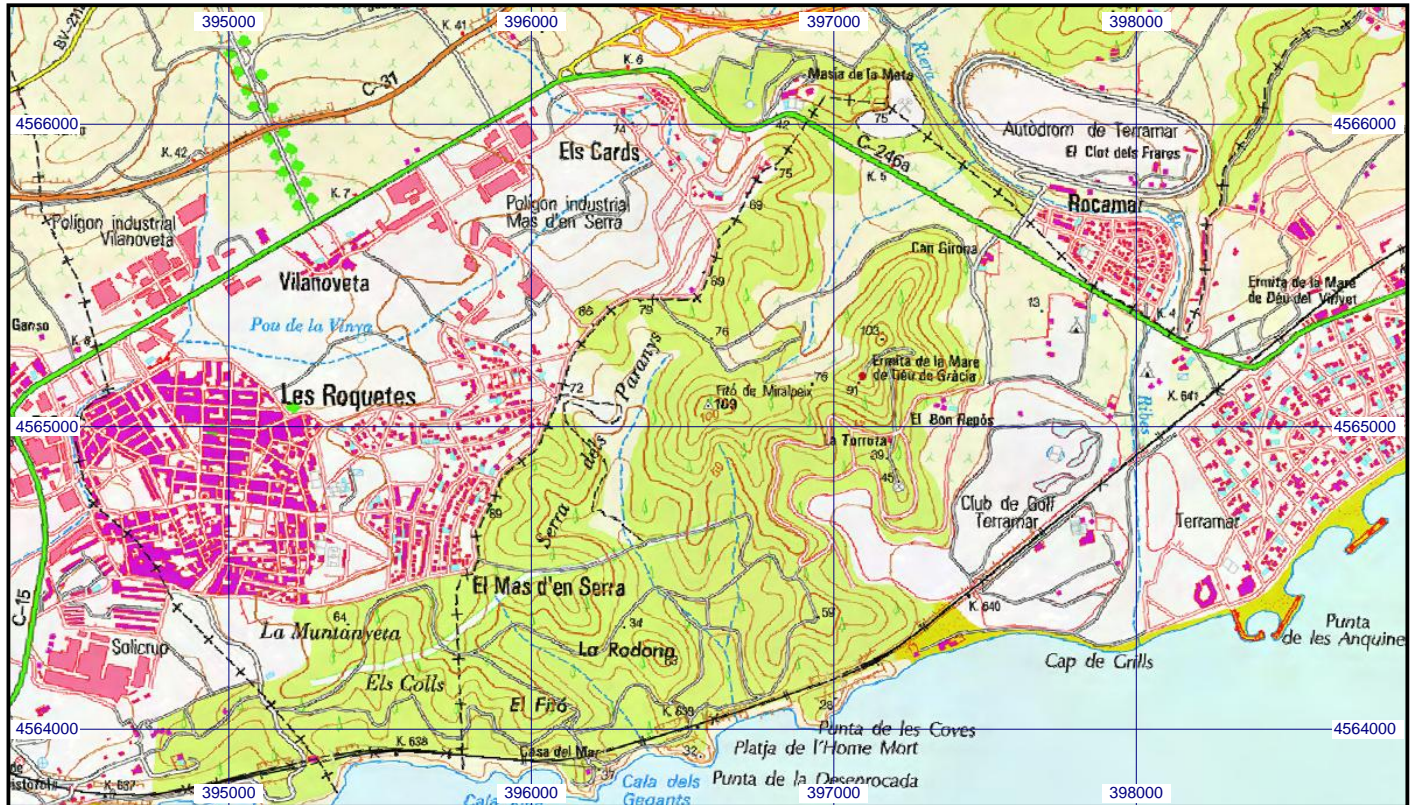 395000
396000
397000
398000
BV-2112
K. 41
C-31
K. 6
Riera
Masia de la Meta
4566000
4566000
74
42
75
Autòdrom de Terramar
El Clot dels Frares
K. 42
Els Cards
C-246a
K. 5
75
K. 7
Polígon industrial
Mas d'en Serra
69
Rocamar
Polígon industrial
Vilanoveta
Can Girona
Vilanoveta
69
Ermita de la Mare
de Déu del Vinyet
86
79
13
K. 4
Ganso
Pou de la Vinya
76
103
K. 8
Paranys
Ermita de la Mare
de Déu de Gràcia
76
91
72
Les Roquetes
Fitó de Miralpeix
109
K. 641
Ribes
El Bon Repòs
4565000
4565000
La Torreta
dels
39
45
Club de Golf
Terramar
Terramar
89
Serra
El Mas d'en Serra
K. 640
C-15
64
La Muntanyeta
34
59
Punta
de les Anquines
Solicrup
La Rodona
63
Cap de Grills
Els Colls
El Fitó
K. 639
28
4564000
4564000
Punta de les Coves
K. 638
Casa del Mar
32
Platja de l'Home Mort
37
Cala dels
Gegants
Punta de la Desenrocada
K. 637
395000
396000
397000
398000